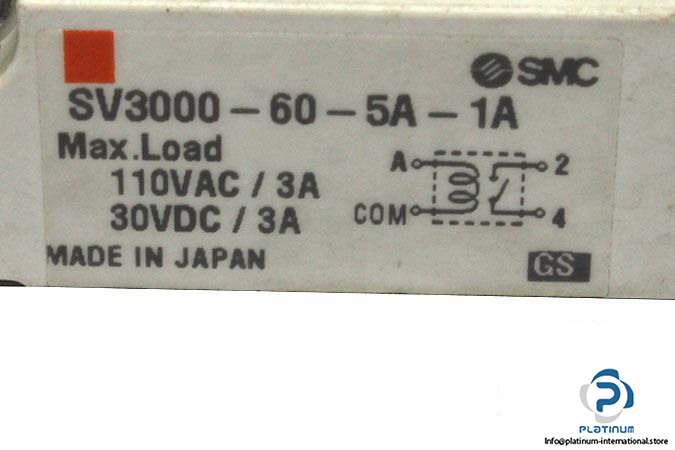 SMC
SV3000-60-5A-1A
Max.Load
110VAC / 3A
30VDC / 3A
A
2
COM
4
MADE IN JAPAN
GS
PLATINUM
Info@platinum-international.store